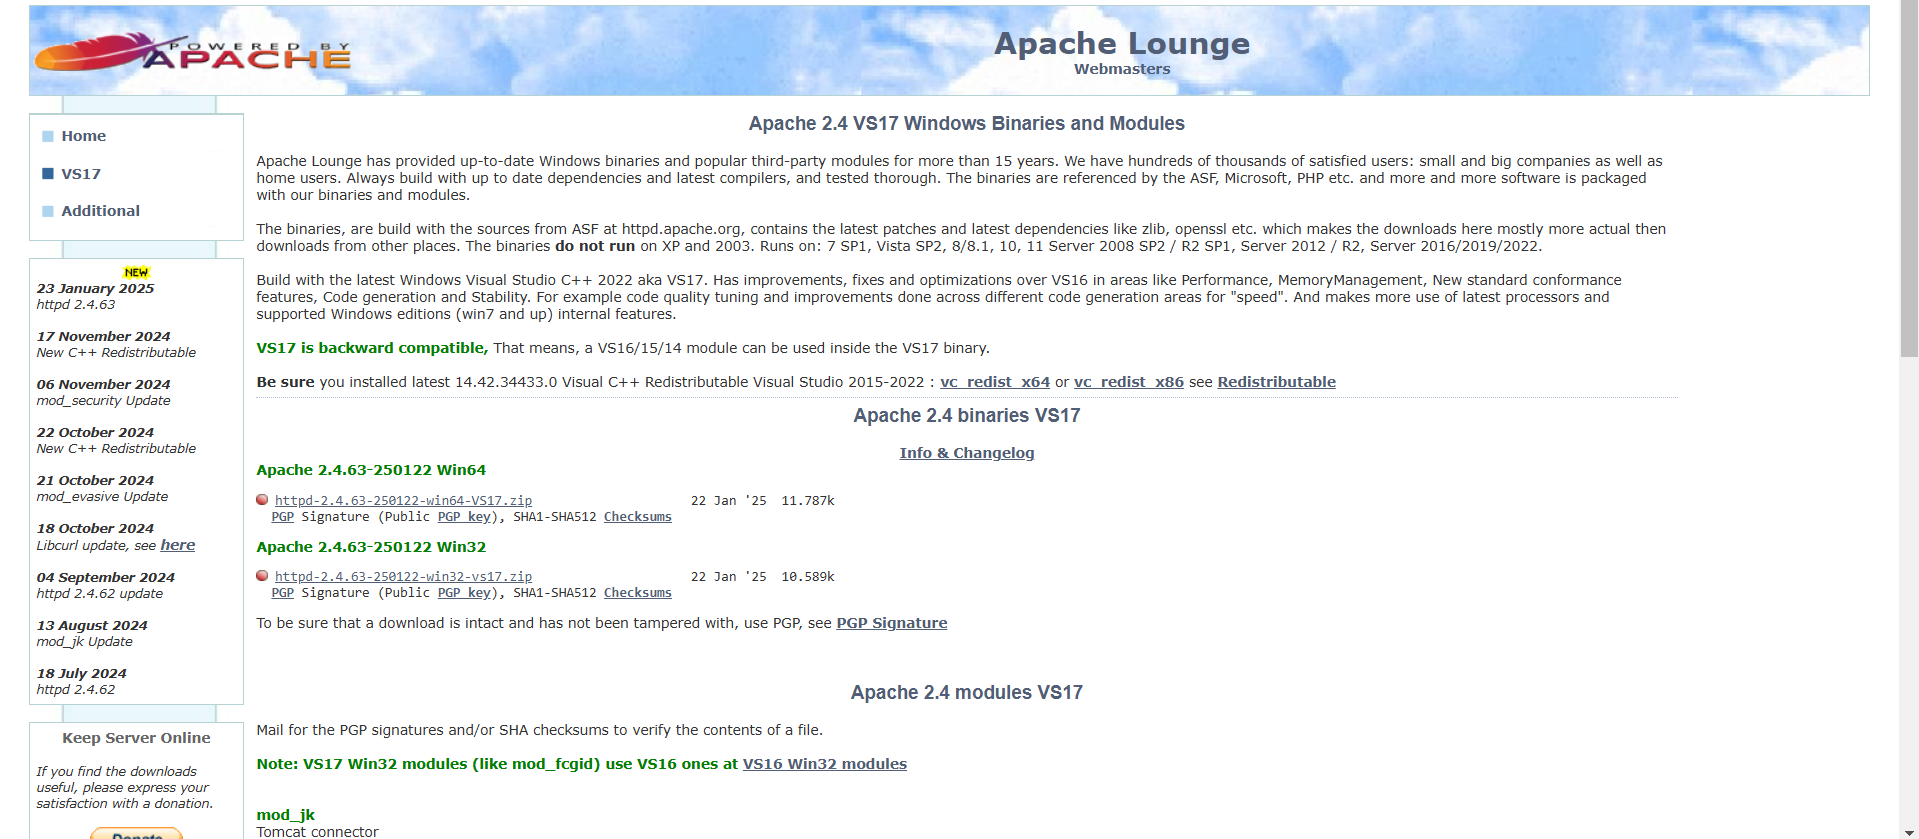 POWERED BY
APACHE
Apache Lounge
Webmasters
Home
VS17
Additional
NEW
23 January 2025
httpd 2.4.63
17 November 2024
New C++ Redistributable
06 November 2024
mod_security Update
22 October 2024
New C++ Redistributable
21 October 2024
mod_evasive Update
18 October 2024
Libcurl update, see here
04 September 2024
httpd 2.4.62 update
13 August 2024
mod_jk Update
18 July 2024
httpd 2.4.62
Keep Server Online
If you find the downloads
useful, please express your
satisfaction with a donation.
Donate
Apache 2.4 VS17 Windows Binaries and Modules
Apache Lounge has provided up-to-date Windows binaries and popular third-party modules for more than 15 years. We have hundreds of thousands of satisfied users: small and big companies as well as
home users. Always build with up to date dependencies and latest compilers, and tested thorough. The binaries are referenced by the ASF, Microsoft, PHP etc. and more and more software is packaged
with our binaries and modules.
The binaries, are build with the sources from ASF at httpd.apache.org, contains the latest patches and latest dependencies like zlib, openssl etc. which makes the downloads here mostly more actual then
downloads from other places. The binaries do not run on XP and 2003. Runs on: 7 SP1, Vista SP2, 8/8.1, 10, 11 Server 2008 SP2 / R2 SP1, Server 2012 / R2, Server 2016/2019/2022.
Build with the latest Windows Visual Studio C++ 2022 aka VS17. Has improvements, fixes and optimizations over VS16 in areas like Performance, MemoryManagement, New standard conformance
features, Code generation and Stability. For example code quality tuning and improvements done across different code generation areas for "speed". And makes more use of latest processors and
supported Windows editions (win7 and up) internal features.
VS17 is backward compatible, That means, a VS16/15/14 module can be used inside the VS17 binary.
Be sure you installed latest 14.42.34433.0 Visual C++ Redistributable Visual Studio 2015-2022 : vc_redist_x64 or vc_redist_x86 see Redistributable
Apache 2.4 binaries VS17
Info & Changelog
Apache 2.4.63-250122 Win64
httpd-2.4.63-250122-win64-VS17.zip 22 Jan '25 11.787k
PGP Signature (Public PGP key), SHA1-SHA512 Checksums
Apache 2.4.63-250122 Win32
httpd-2.4.63-250122-win32-vs17.zip 22 Jan '25 10.589k
PGP Signature (Public PGP key), SHA1-SHA512 Checksums
To be sure that a download is intact and has not been tampered with, use PGP, see PGP Signature
Apache 2.4 modules VS17
Mail for the PGP signatures and/or SHA checksums to verify the contents of a file.
Note: VS17 Win32 modules (like mod_fcgid) use VS16 ones at VS16 Win32 modules
mod_jk
Tomcat connector